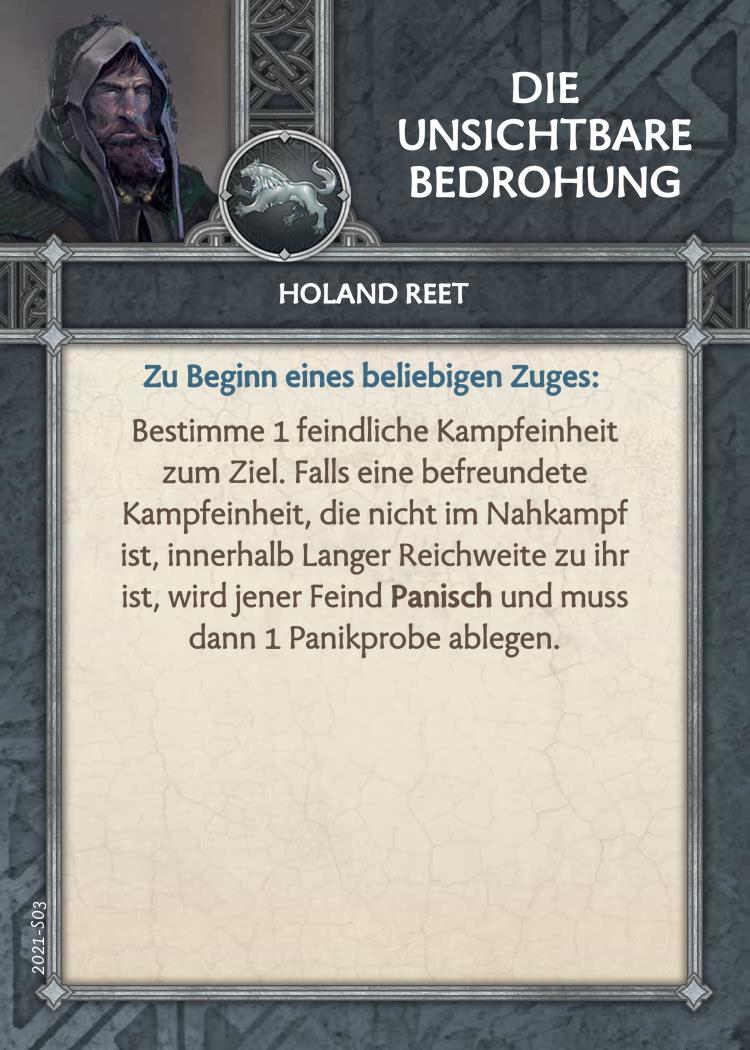 DIE
UNSICHTBARE
BEDROHUNG
HOLAND REET
Zu Beginn eines beliebigen Zuges:
Bestimme 1 feindliche Kampfeinheit
zum Ziel. Falls eine befreundete
Kampfeinheit, die nicht im Nahkampf
ist, innerhalb Langer Reichweite zu ihr
ist, wird jener Feind Panisch und muss
dann 1 Panikprobe ablegen.
2021-S03